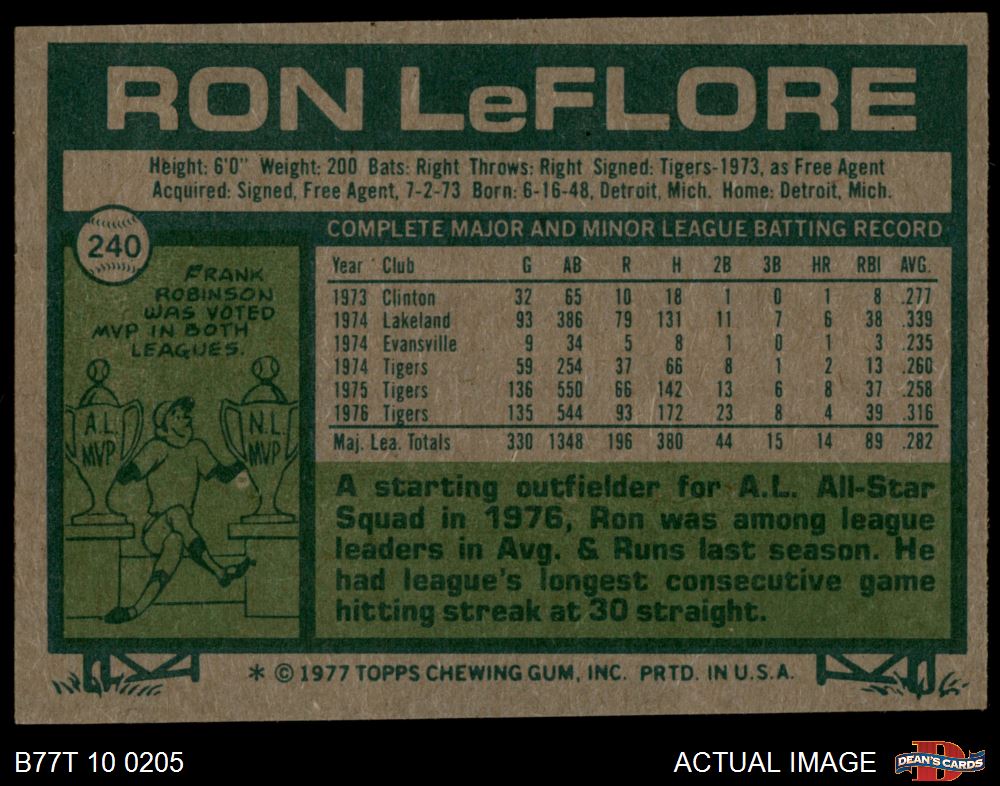 RON LeFLORE
Height: 6'0" Weight: 200 Bats: Right Throws: Right Signed: Tigers-1973, as Free Agent
Acquired: Signed, Free Agent, 7-2-73 Born: 6-16-48, Detroit, Mich. Home: Detroit, Mich.
240
FRANK
ROBINSON
WAS VOTED
MVP IN BOTH
LEAGUES.
A.L.
MVP
N.L.
MVP
COMPLETE MAJOR AND MINOR LEAGUE BATTING RECORD
Year Club G AB R H 2B 3B HR RBI AVG.
1973 Clinton 32 65 10 18 1 0 1 8 .277
1974 Lakeland 93 386 79 131 11 7 6 38 .339
1974 Evansville 9 34 5 8 1 0 1 3 .235
1974 Tigers 59 254 37 66 8 1 2 13 .260
1975 Tigers 136 550 66 142 13 6 8 37 .258
1976 Tigers 135 544 93 172 23 8 4 39 .316
Maj. Lea. Totals 330 1348 196 380 44 15 14 89 .282
A starting outfielder for A.L. All-Star
Squad in 1976, Ron was among league
leaders in Avg. & Runs last season. He
had league's longest consecutive game
hitting streak at 30 straight.
* © 1977 TOPPS CHEWING GUM, INC. PRTD. IN U.S.A.
B77T 10 0205
ACTUAL IMAGE
D
DEAN'S CARDS